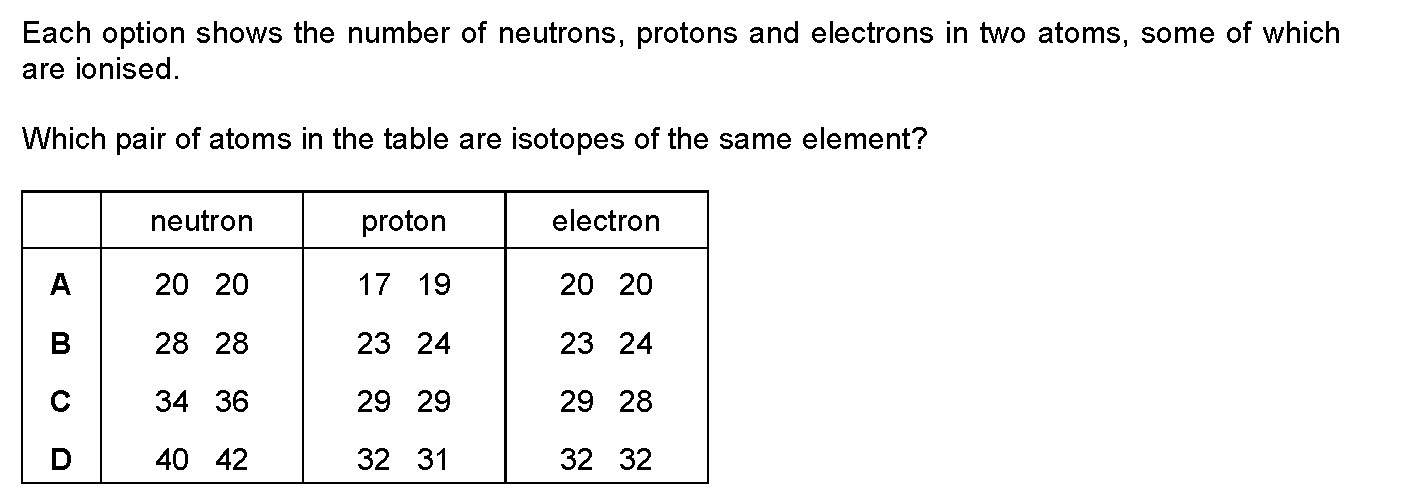 Each option shows the number of neutrons, protons and electrons in two atoms, some of which
are ionised.
Which pair of atoms in the table are isotopes of the same element?
neutron proton electron
A 20 20 17 19 20 20
B 28 28 23 24 23 24
C 34 36 29 29 29 28
D 40 42 32 31 32 32